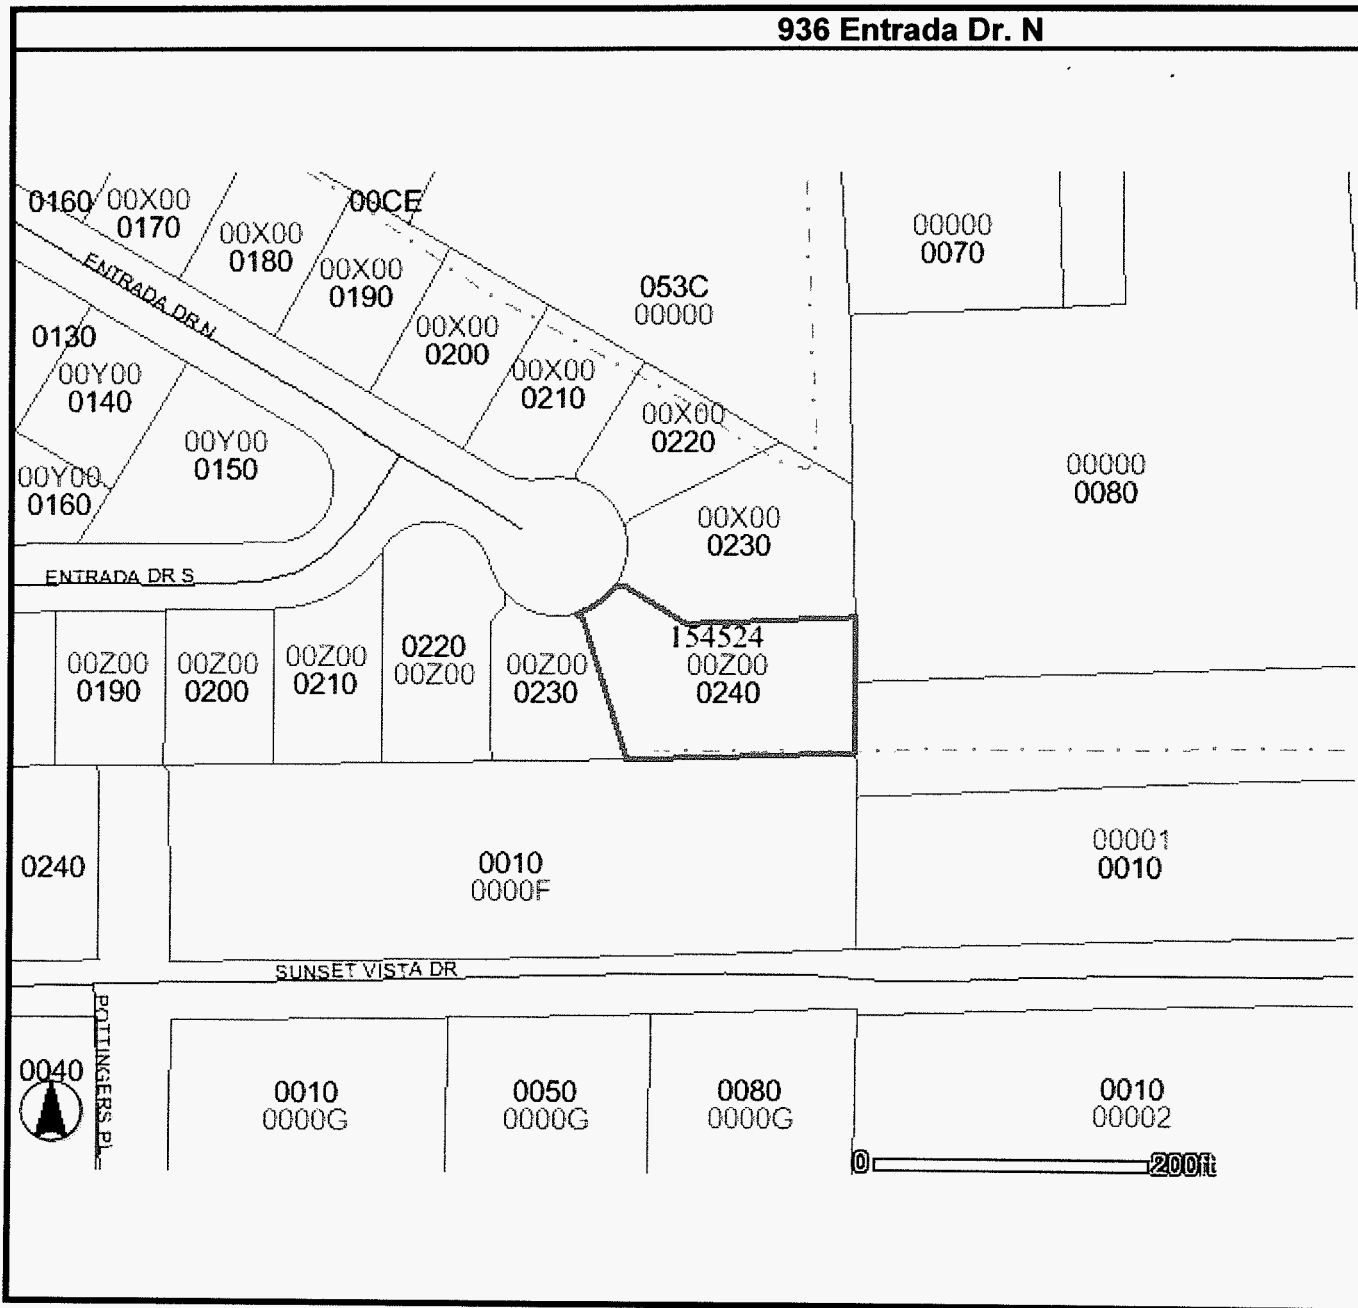 936 Entrada Dr. N
0160
00X00
0170
00X00
0180
00X00
0190
00CE
00X00
0200
00X00
0210
00X00
0220
053C
00000
00000
0070
ENTRADA DR N
0130
00Y00
0140
00Y00
0150
00Y00
0160
00X00
0230
00000
0080
ENTRADA DR S
00Z00
0190
00Z00
0200
00Z00
0210
0220
00Z00
00Z00
0230
154524
00Z00
0240
0240
0010
0000F
00001
0010
SUNSET VISTA DR
POTTINGERS PL
0040
0010
0000G
0050
0000G
0080
0000G
0010
00002
0
200ft